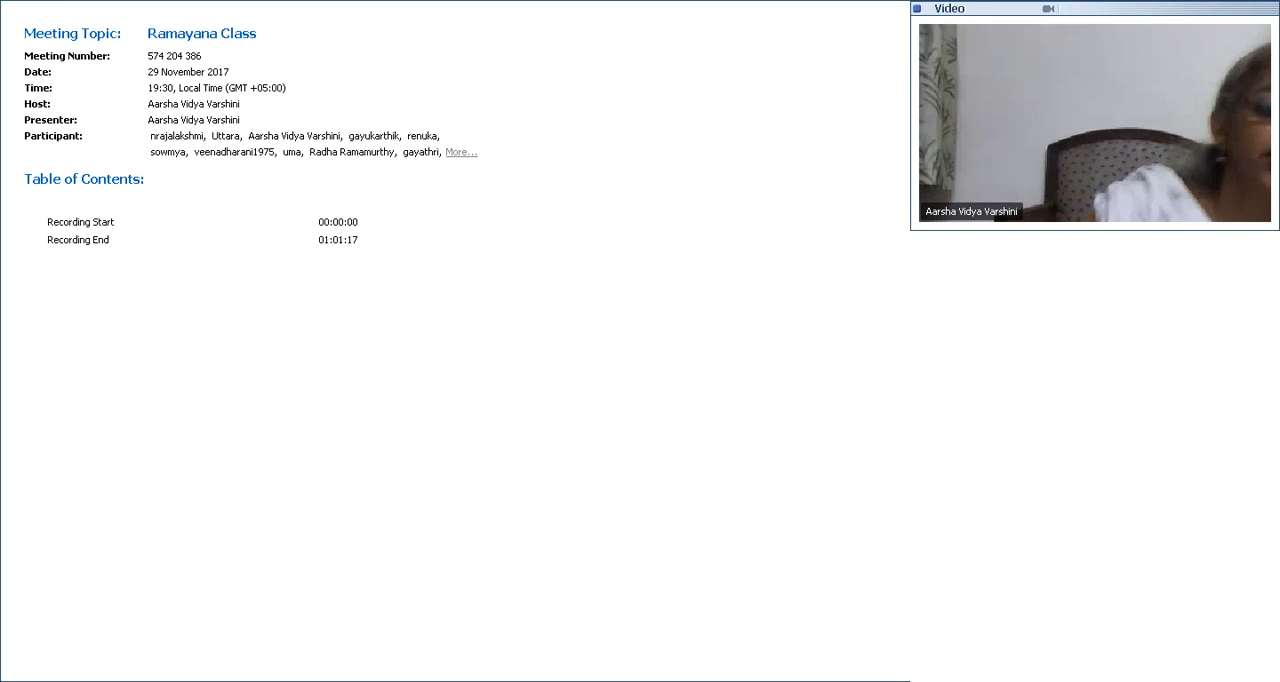 Meeting Topic: Ramayana Class
Meeting Number: 574 204 386
Date: 29 November 2017
Time: 19:30, Local Time (GMT +05:00)
Host: Aarsha Vidya Varshini
Presenter: Aarsha Vidya Varshini
Participant: nrajalakshmi, Uttara, Aarsha Vidya Varshini, gayukarthik, renuka,
sowmya, veenadharani1975, uma, Radha Ramamurthy, gayathri, More...
Table of Contents:
Recording Start 00:00:00
Recording End 01:01:17
Video
Aarsha Vidya Varshini